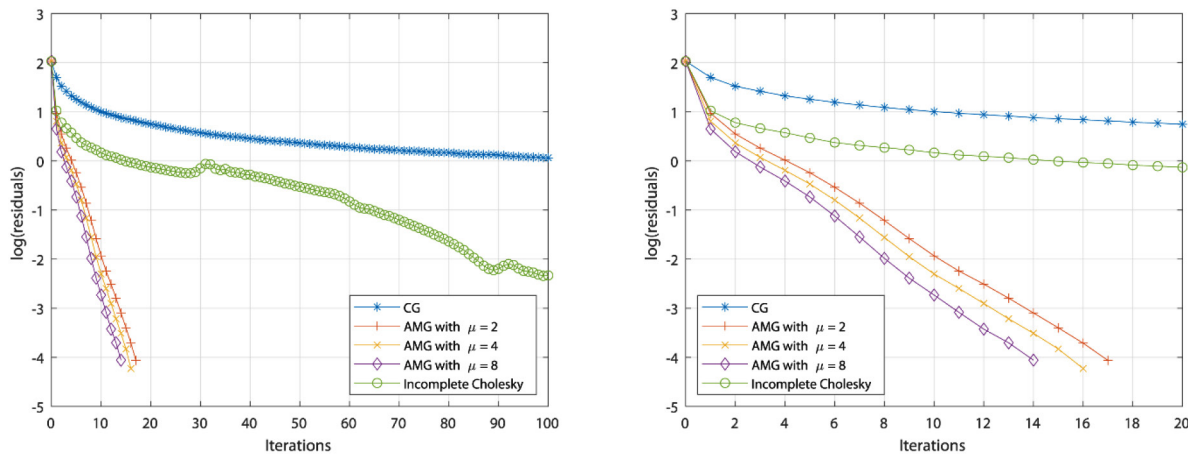 3
2
1
0
-1
-2
-3
-4
-5
log(residuals)
0 10 20 30 40 50 60 70 80 90 100
Iterations
CG
AMG with μ = 2
AMG with μ = 4
AMG with μ = 8
Incomplete Cholesky
3
2
1
0
-1
-2
-3
-4
-5
log(residuals)
0 2 4 6 8 10 12 14 16 18 20
Iterations
CG
AMG with μ = 2
AMG with μ = 4
AMG with μ = 8
Incomplete Cholesky